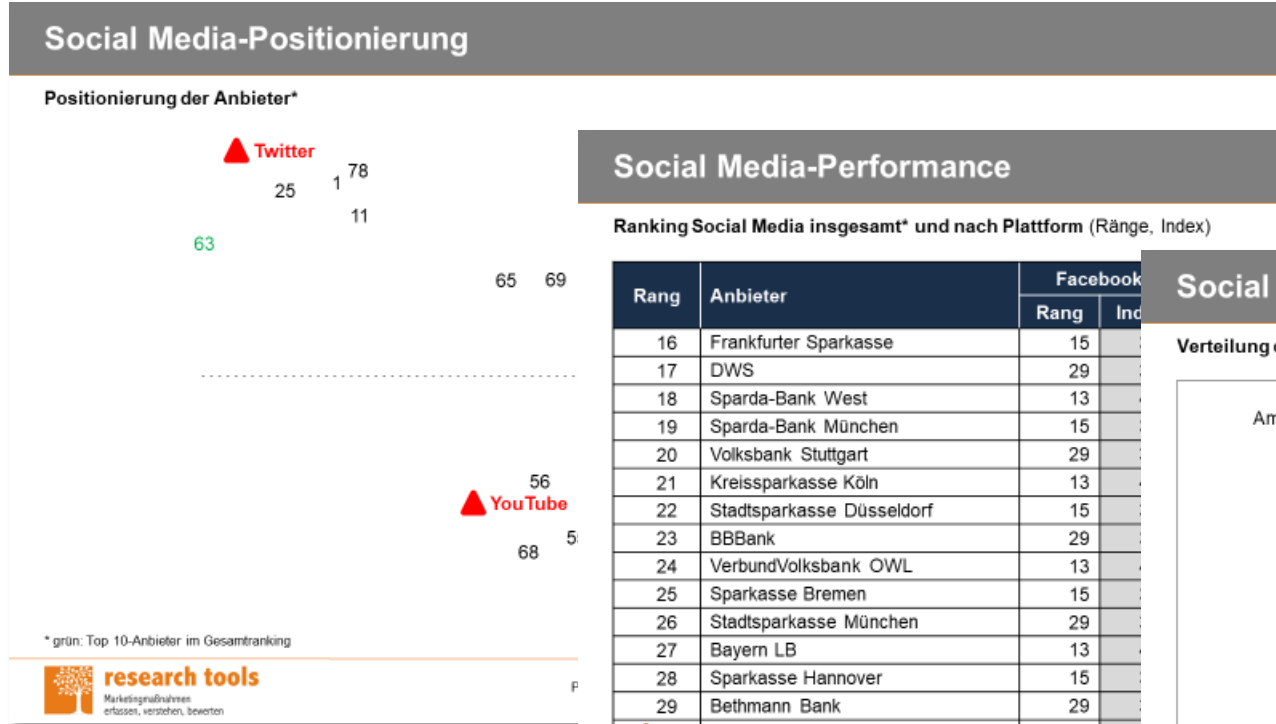 Social Media-Positionierung
Positionierung der Anbieter*
Twitter
78
1
25
11
63
65 69
56
YouTube
68
* grün: Top 10-Anbieter im Gesamtranking
research tools
Marketingmaßnahmen
erfassen, verstehen, bewerten
P
Social Media-Performance
Ranking Social Media insgesamt* und nach Plattform (Ränge, Index)
Rang Anbieter Facebook
Rang Ind
16 Frankfurter Sparkasse 15
17 DWS 29
18 Sparda-Bank West 13
19 Sparda-Bank München 15
20 Volksbank Stuttgart 29
21 Kreissparkasse Köln 13
22 Stadtsparkasse Düsseldorf 15
23 BBBank 29
24 VerbundVolksbank OWL 13
25 Sparkasse Bremen 15
26 Stadtsparkasse München 29
27 Bayern LB 13
28 Sparkasse Hannover 15
29 Bethmann Bank 29
Social
Verteilung
Am